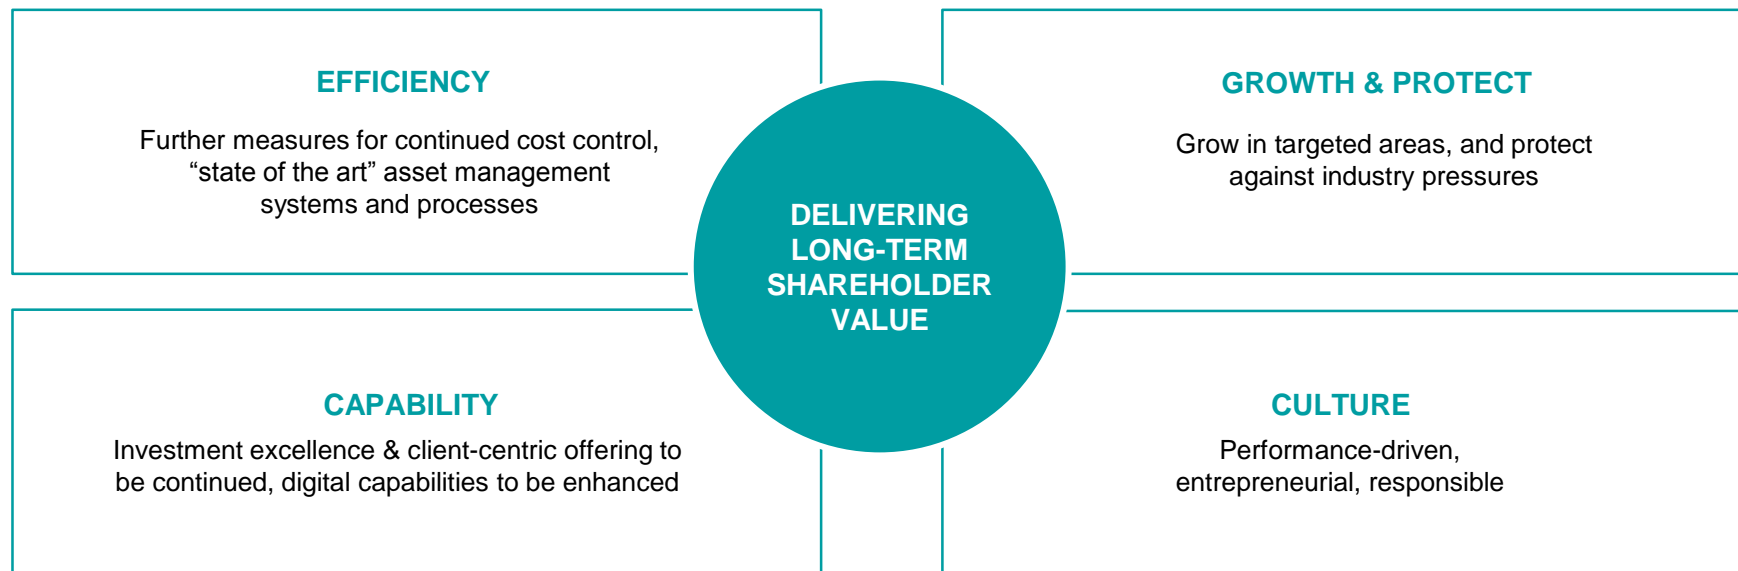 EFFICIENCY
Further measures for continued cost control,
“state of the art” asset management
systems and processes
GROWTH & PROTECT
Grow in targeted areas, and protect
against industry pressures
DELIVERING
LONG-TERM
SHAREHOLDER
VALUE
CAPABILITY
Investment excellence & client-centric offering to
be continued, digital capabilities to be enhanced
CULTURE
Performance-driven,
entrepreneurial, responsible